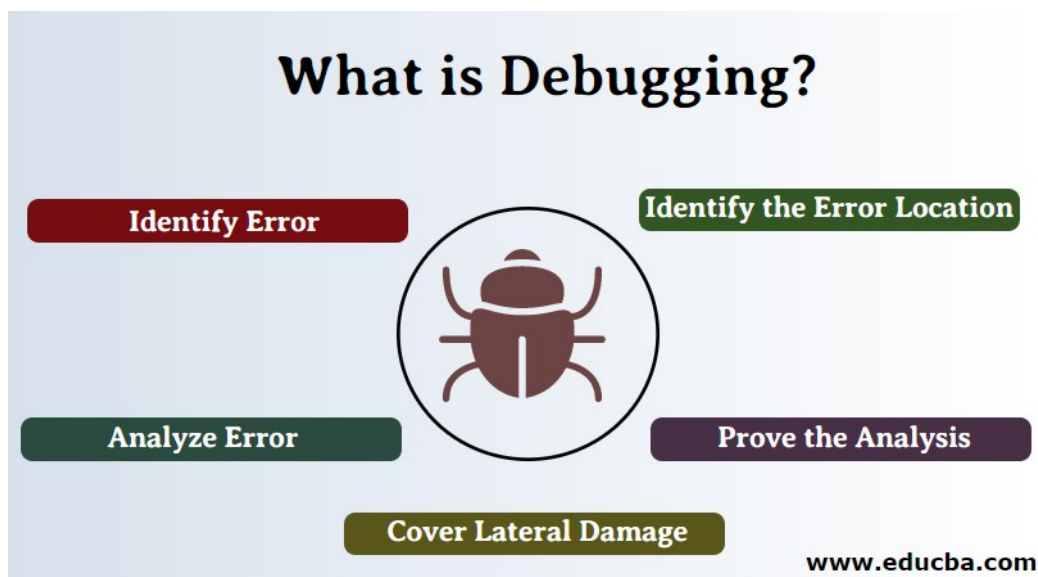 What is Debugging?
Identify Error
Identify the Error Location
Analyze Error
Prove the Analysis
Cover Lateral Damage
www.educba.com